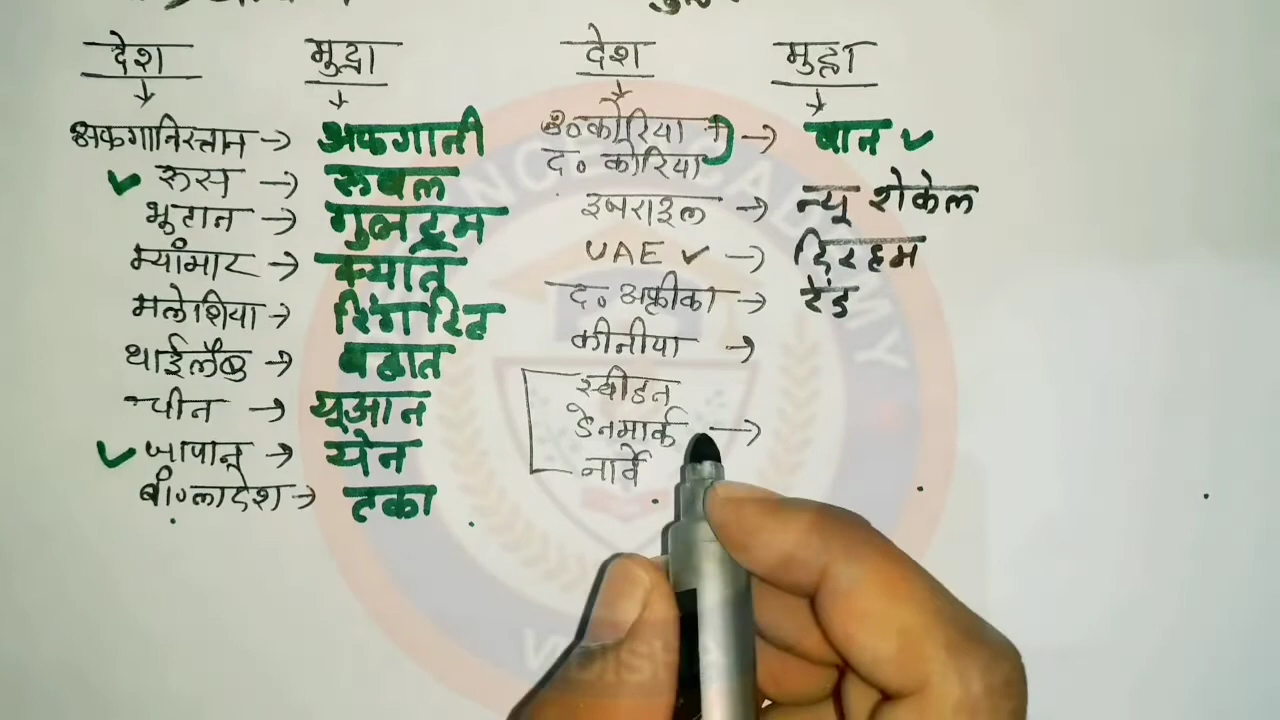 देश मुद्रा
अफगानिस्तान → अफगानी
✓ रूस → रूबल
भूटान → गुलट्रम
म्यांमार → क्यात
मलेशिया → रिंगरिट
थाईलैंड → बहात
चीन → यूआन
✓ जापान → येन
बांग्लादेश → टका
देश मुद्रा
उ० कोरिया → वान ✓
द० कोरिया
इजराइल → न्यू शेकेल
UAE ✓ → दिरहम
द० अफ्रीका → रेंड
कीनीया →
स्वीडन
डेनमार्क →
नार्वे